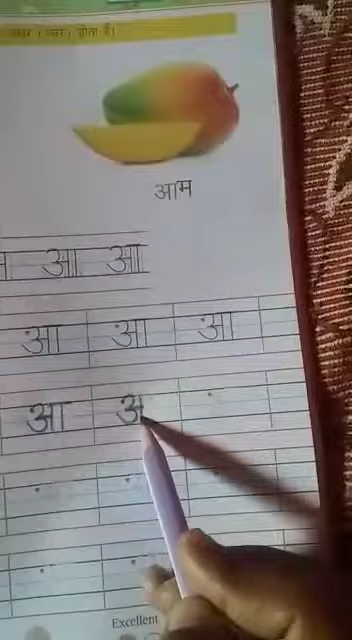 होता है।
आम
आ आ
आ आ आ
आ अ
Excellent